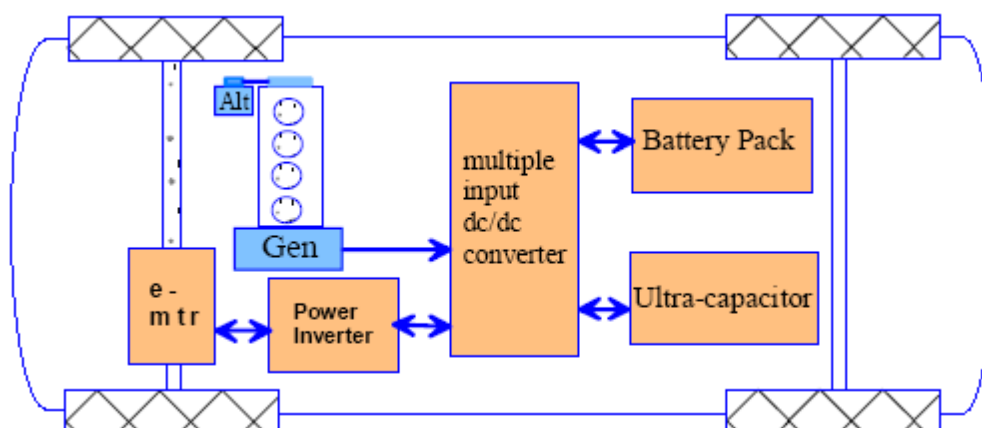 Alt
Gen
e -
m t r
Power
Inverter
multiple
input
dc/dc
converter
Battery Pack
Ultra-capacitor